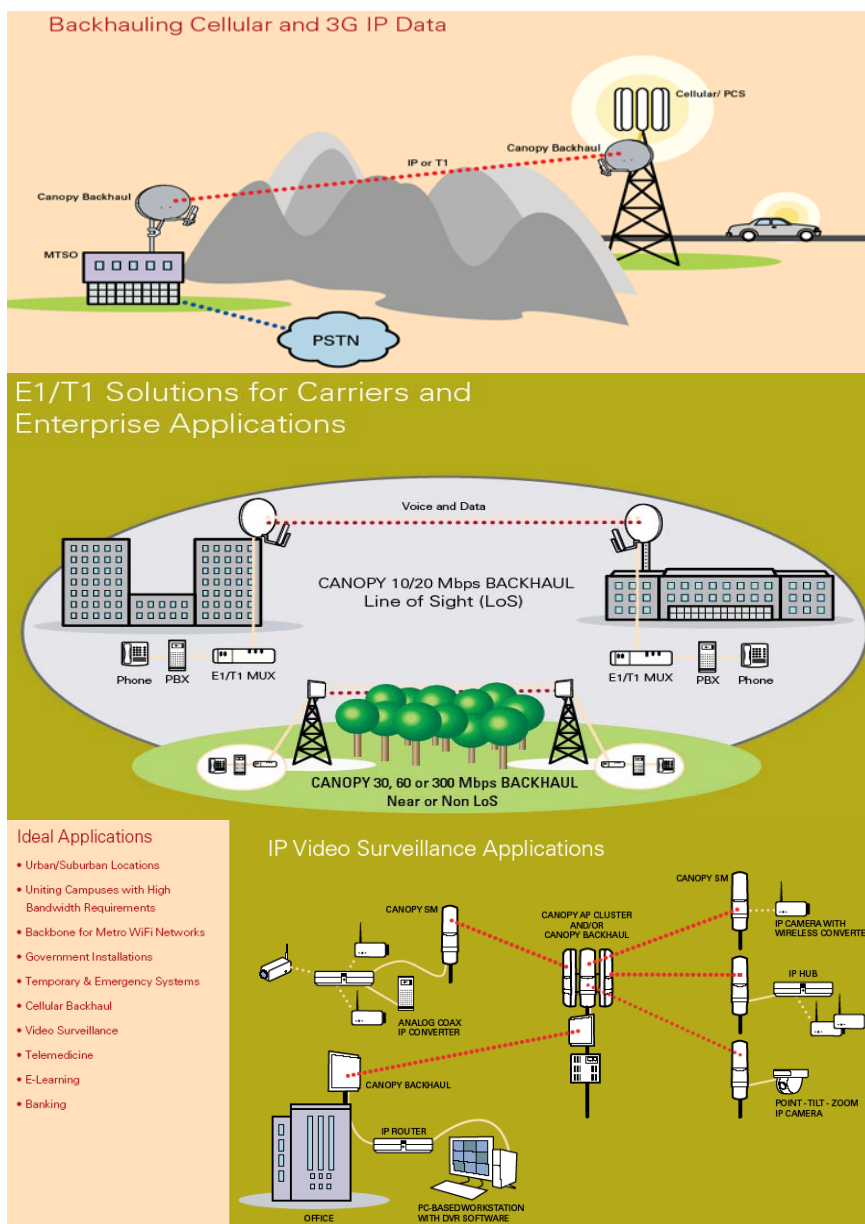 Backhauling Cellular and 3G IP Data
Cellular/ PCS
Canopy Backhaul
IP or T1
Canopy Backhaul
MTSO
PSTN
E1/T1 Solutions for Carriers and
Enterprise Applications
Voice and Data
CANOPY 10/20 Mbps BACKHAUL
Line of Sight (LoS)
Phone
PBX
E1/T1 MUX
E1/T1 MUX
PBX
Phone
CANOPY 30, 60 or 300 Mbps BACKHAUL
Near or Non LoS
Ideal Applications
• Urban/Suburban Locations
• Uniting Campuses with High
Bandwidth Requirements
• Backbone for Metro WiFi Networks
• Government Installations
• Temporary & Emergency Systems
• Cellular Backhaul
• Video Surveillance
• Telemedicine
• E-Learning
• Banking
IP Video Surveillance Applications
CANOPY SM
CANOPY AP CLUSTER
AND/OR
CANOPY BACKHAUL
CANOPY SM
IP CAMERA WITH
WIRELESS CONVERTE
IP HUB
ANALOG COAX
IP CONVERTER
CANOPY BACKHAUL
POINT - TILT - ZOOM
IP CAMERA
IP ROUTER
OFFICE
PC-BASED WORKSTATION
WITH DVR SOFTWARE